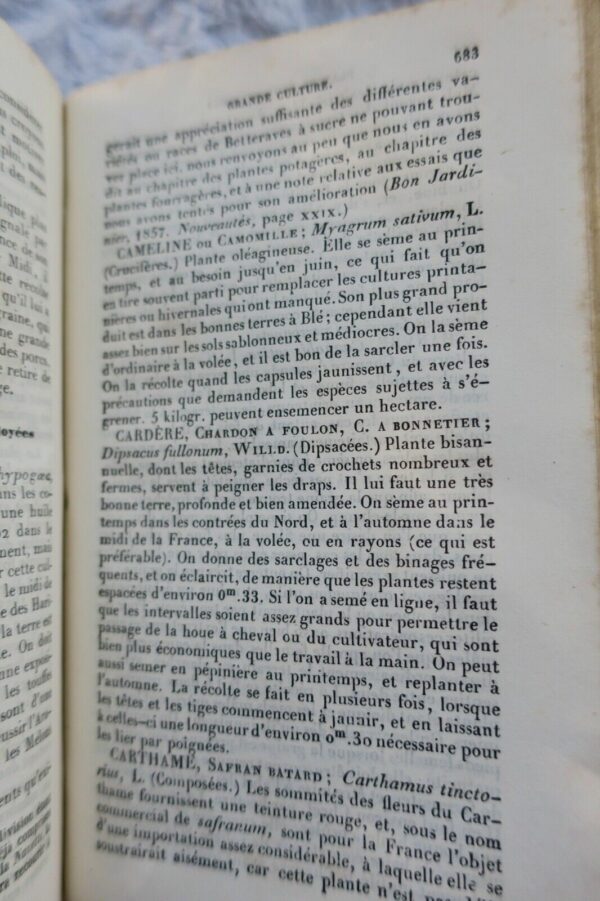 683
GRANDE CULTURE.
gerait une appréciation suffisante des différentes va-
riétés ou races de Betteraves à sucre ne pouvant trou-
ver place ici, nous renvoyons au peu que nous en avons
dit au chapitre des plantes potagères, au chapitre des
plantes fourragères, et à une note relative aux essais que
nous avons tentés pour son amélioration (Bon Jardi-
nier, 1857. Nouveautés, page XXIX.)
CAMELINE ou CAMOMILLE; Myagrum sativum, L.
(Crucifères.) Plante oléagineuse. Elle se sème au prin-
temps, et au besoin jusqu'en juin, ce qui fait qu'on
en tire souvent parti pour remplacer les cultures printa-
nières ou hivernales qui ont manqué. Son plus grand pro-
duit est dans les bonnes terres à Blé; cependant elle vient
assez bien sur les sols sablonneux et médiocres. On la sème
d'ordinaire à la volée, et il est bon de la sarcler une fois.
On la récolte quand les capsules jaunissent, et avec les
précautions que demandent les espèces sujettes à s'é-
grener. 5 kilogr. peuvent ensemencer un hectare.
CARDÈRE, CHARDON A FOULON, C. A BONNETIER;
Dipsacus fullonum, WILLD. (Dipsacées.) Plante bisan-
nuelle, dont les têtes, garnies de crochets nombreux et
fermes, servent à peigner les draps. Il lui faut une très
bonne terre, profonde et bien amendée. On sème au prin-
temps dans les contrées du Nord, et à l'automne dans le
midi de la France, à la volée, ou en rayons (ce qui est
préférable). On donne des sarclages et des binages fré-
quents, et on éclaircit, de manière que les plantes restent
espacées d'environ 0m.33. Si l'on a semé en ligne, il faut
que les intervalles soient assez grands pour permettre le
passage de la houe à cheval ou du cultivateur, qui sont
bien plus économiques que le travail à la main. On peut
aussi semer en pépinière au printemps, et replanter à
l'automne. La récolte se fait en plusieurs fois, lorsque
les têtes et les tiges commencent à jaunir, et en laissant
à celles-ci une longueur d'environ 0m.30 nécessaire pour
les lier par poignées.
CARTHAME, SAFRAN BATARD; Carthamus tincto-
rius, L. (Composées.) Les sommités des fleurs du Car-
thame fournissent une teinture rouge, et, sous le nom
commercial de safranum, sont pour la France l'objet
d'une importation assez considérable, à laquelle elle se
soustrairait aisément, car cette plante n'est pas